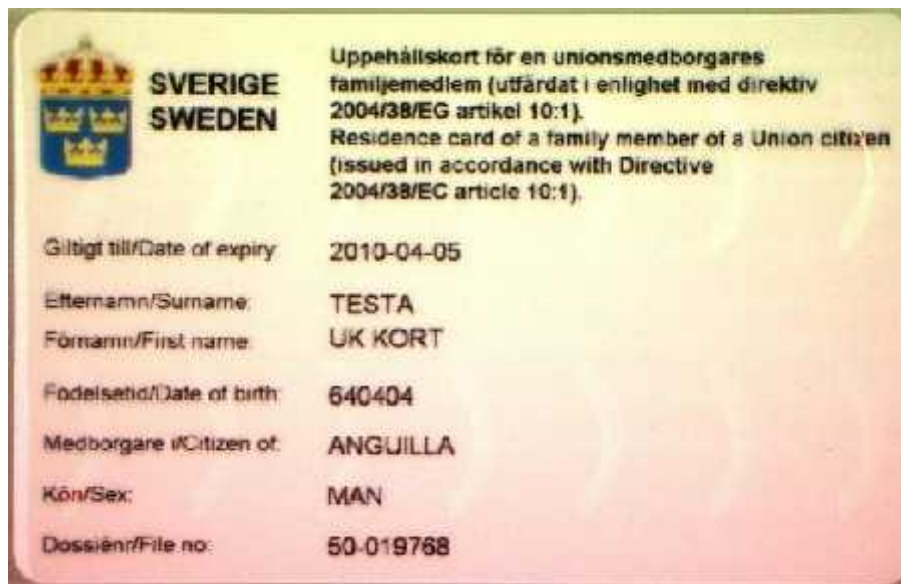 SVERIGE
SWEDEN
Uppehållskort för en unionsmedborgares
familjemedlem (utfärdat i enlighet med direktiv
2004/38/EG artikel 10:1).
Residence card of a family member of a Union citizen
(issued in accordance with Directive
2004/38/EC article 10:1).
Giltigt till/Date of expiry: 2010-04-05
Efternamn/Surname: TESTA
Förnamn/First name: UK KORT
Födelsetid/Date of birth: 640404
Medborgare i/Citizen of: ANGUILLA
Kön/Sex: MAN
Dossiénr/File no: 50-019768